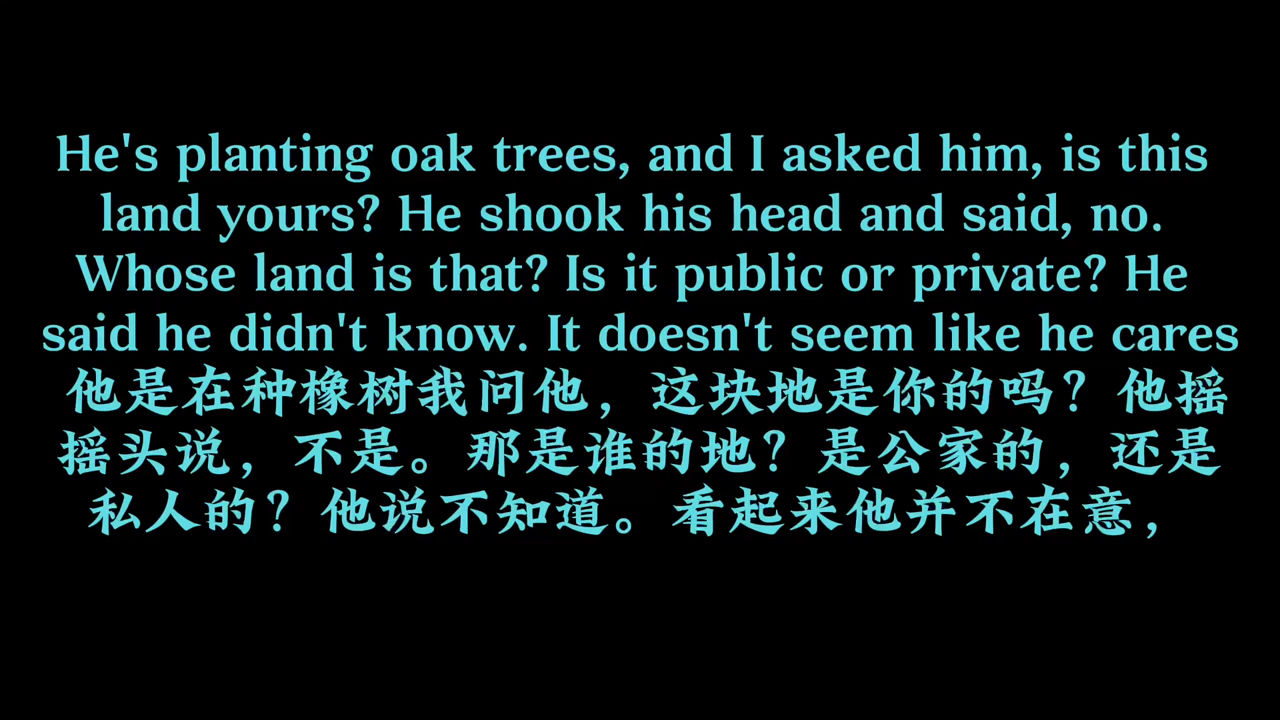 He's planting oak trees, and I asked him, is this
land yours? He shook his head and said, no.
Whose land is that? Is it public or private? He
said he didn't know. It doesn't seem like he cares
他是在种橡树我问他，这块地是你的吗？他摇
摇头说，不是。那是谁的地？是公家的，还是
私人的？他说不知道。看起来他并不在意，